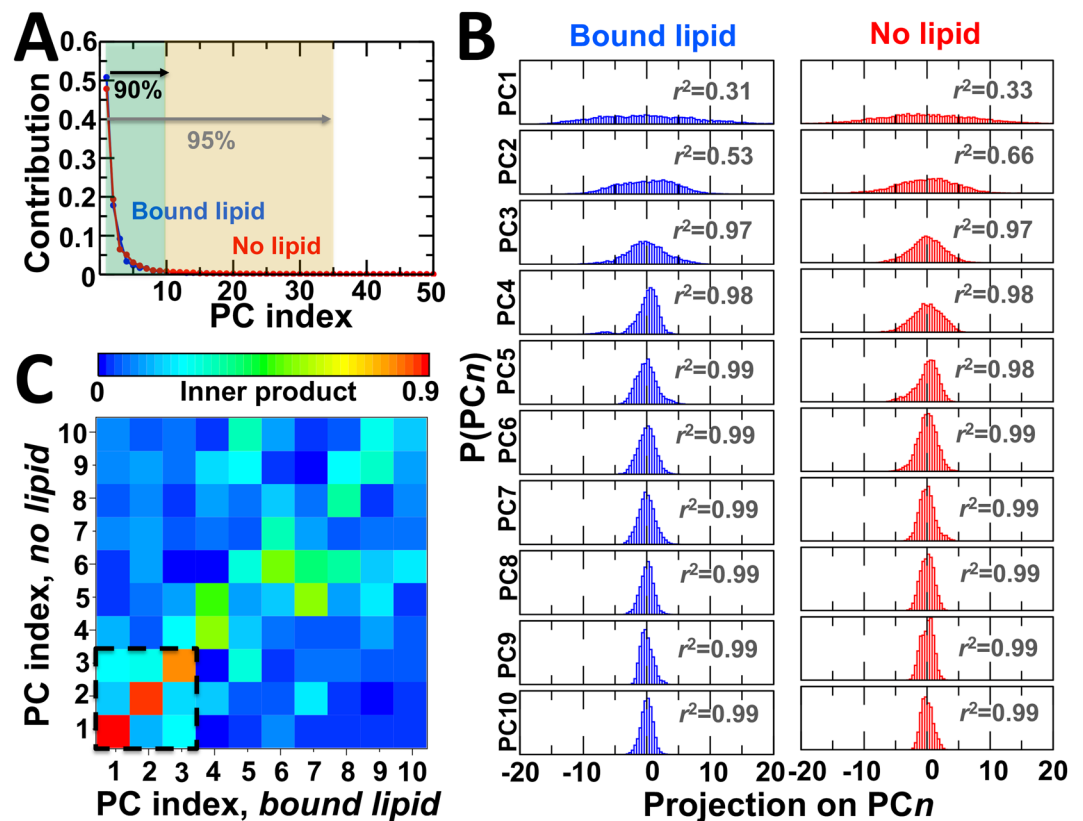 A
0.6
0.5
0.4
0.3
0.2
0.1
0
Contribution
90%
95%
Bound lipid
No lipid
0 10 20 30 40 50
PC index
B
Bound lipid No lipid
P(PCn)
PC1 r²=0.31 r²=0.33
PC2 r²=0.53 r²=0.66
PC3 r²=0.97 r²=0.97
PC4 r²=0.98 r²=0.98
PC5 r²=0.99 r²=0.98
PC6 r²=0.99 r²=0.99
PC7 r²=0.99 r²=0.99
PC8 r²=0.99 r²=0.99
PC9 r²=0.99 r²=0.99
PC10 r²=0.99 r²=0.99
-20 -10 0 10 20 -20 -10 0 10 20
Projection on PCn
C
0 Inner product 0.9
PC index, no lipid
10
9
8
7
6
5
4
3
2
1
1 2 3 4 5 6 7 8 9 10
PC index, bound lipid